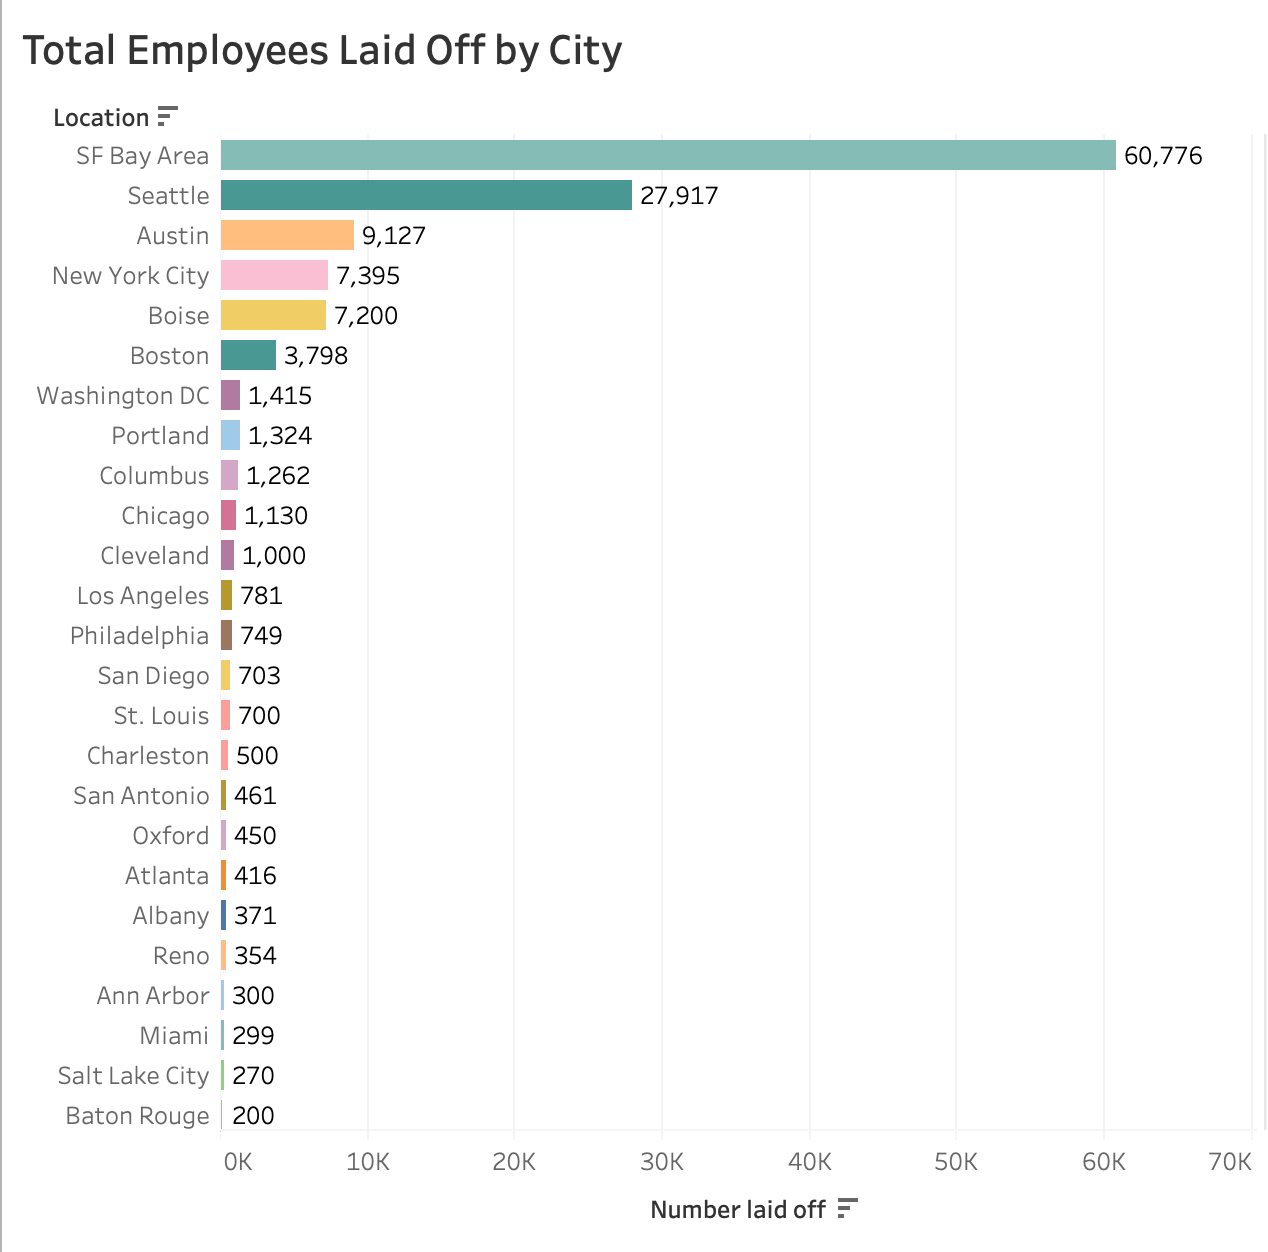 Total Employees Laid Off by City
Location
SF Bay Area 60,776
Seattle 27,917
Austin 9,127
New York City 7,395
Boise 7,200
Boston 3,798
Washington DC 1,415
Portland 1,324
Columbus 1,262
Chicago 1,130
Cleveland 1,000
Los Angeles 781
Philadelphia 749
San Diego 703
St. Louis 700
Charleston 500
San Antonio 461
Oxford 450
Atlanta 416
Albany 371
Reno 354
Ann Arbor 300
Miami 299
Salt Lake City 270
Baton Rouge 200
0K 10K 20K 30K 40K 50K 60K 70K
Number laid off